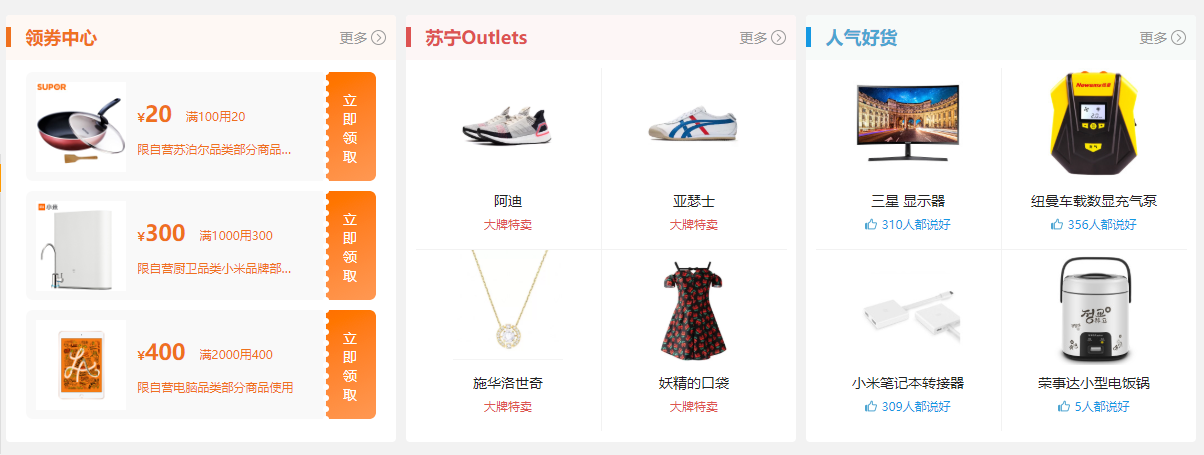 领券中心
更多
SUPOR
¥20 满100用20
限自营苏泊尔品类部分商品...
立即领取
小米
¥300 满1000用300
限自营厨卫品类小米品牌部...
立即领取
¥400 满2000用400
限自营电脑品类部分商品使用
立即领取
苏宁Outlets
更多
阿迪
大牌特卖
亚瑟士
大牌特卖
施华洛世奇
大牌特卖
妖精的口袋
大牌特卖
人气好货
更多
三星 显示器
310人都说好
Newsmy纽曼
纽曼车载数显充气泵
356人都说好
小米笔记本转接器
309人都说好
荣事达小型电饭锅
5人都说好